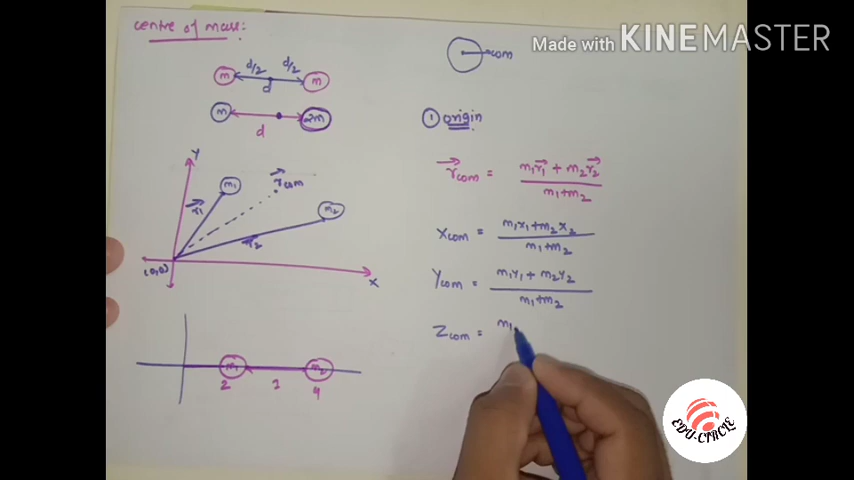 centre of mass:
d/2 d/2
m m
d
m 2m
d
Y
m1
r1
rcom
m2
r2
(0,0)
X
m1 m2
2 4
com
Made with KINEMASTER
① origin
rcom = m1r1 + m2r2 / m1+m2
Xcom = m1x1+m2x2 / m1+m2
Ycom = m1y1 + m2y2 / m1+m2
Zcom = m1
EDU-CIRCLE